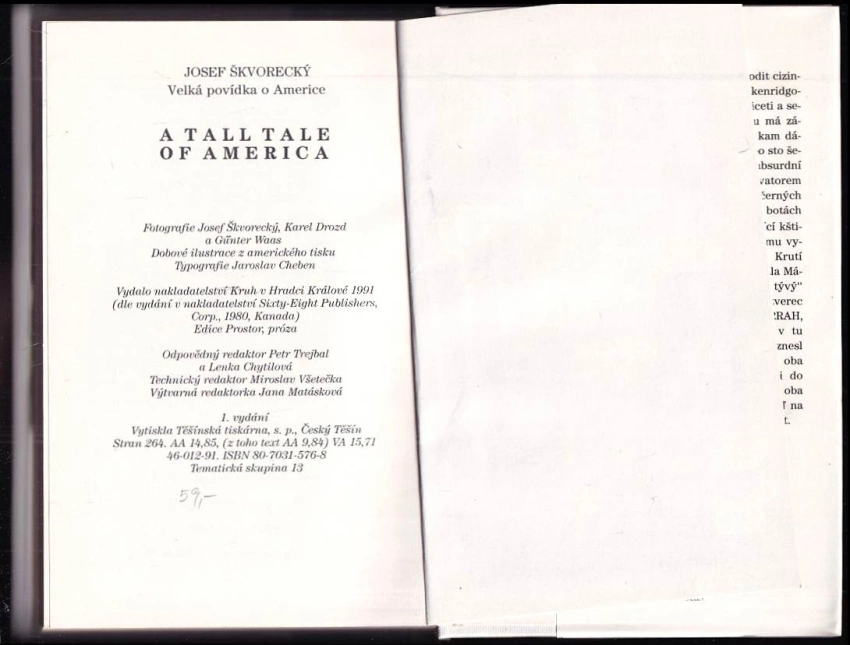 JOSEF ŠKVORECKÝ
Velká povídka o Americe
A TALL TALE
OF AMERICA
Fotografie Josef Škvorecký, Karel Drozd
a Günter Waas
Dobové ilustrace z amerického tisku
Typografie Jaroslav Cheben
Vydalo nakladatelství Kruh v Hradci Králové 1991
(dle vydání v nakladatelství Sixty-Eight Publishers,
Corp., 1980, Kanada)
Edice Prostor, próza
Odpovědný redaktor Petr Trejbal
a Lenka Chytilová
Technický redaktor Miroslav Všetečka
Výtvarná redaktorka Jana Matásková
1. vydání
Vytiskla Těšínská tiskárna, s. p., Český Těšín
Stran 264. AA 14,85, (z toho text AA 9,84) VA 15,71
46-012-91. ISBN 80-7031-576-8
Tematická skupina 13
59,-
odit cizin-
kenridgo-
iceti a se-
u má zá-
kam dá-
o sto še-
absurdní
vatorem
černých
botách
cí kšti-
mu vy-
Krutí
la Má-
tývý"
verec
RAH,
v tu
znesl
oba
i do
oba
na
t.